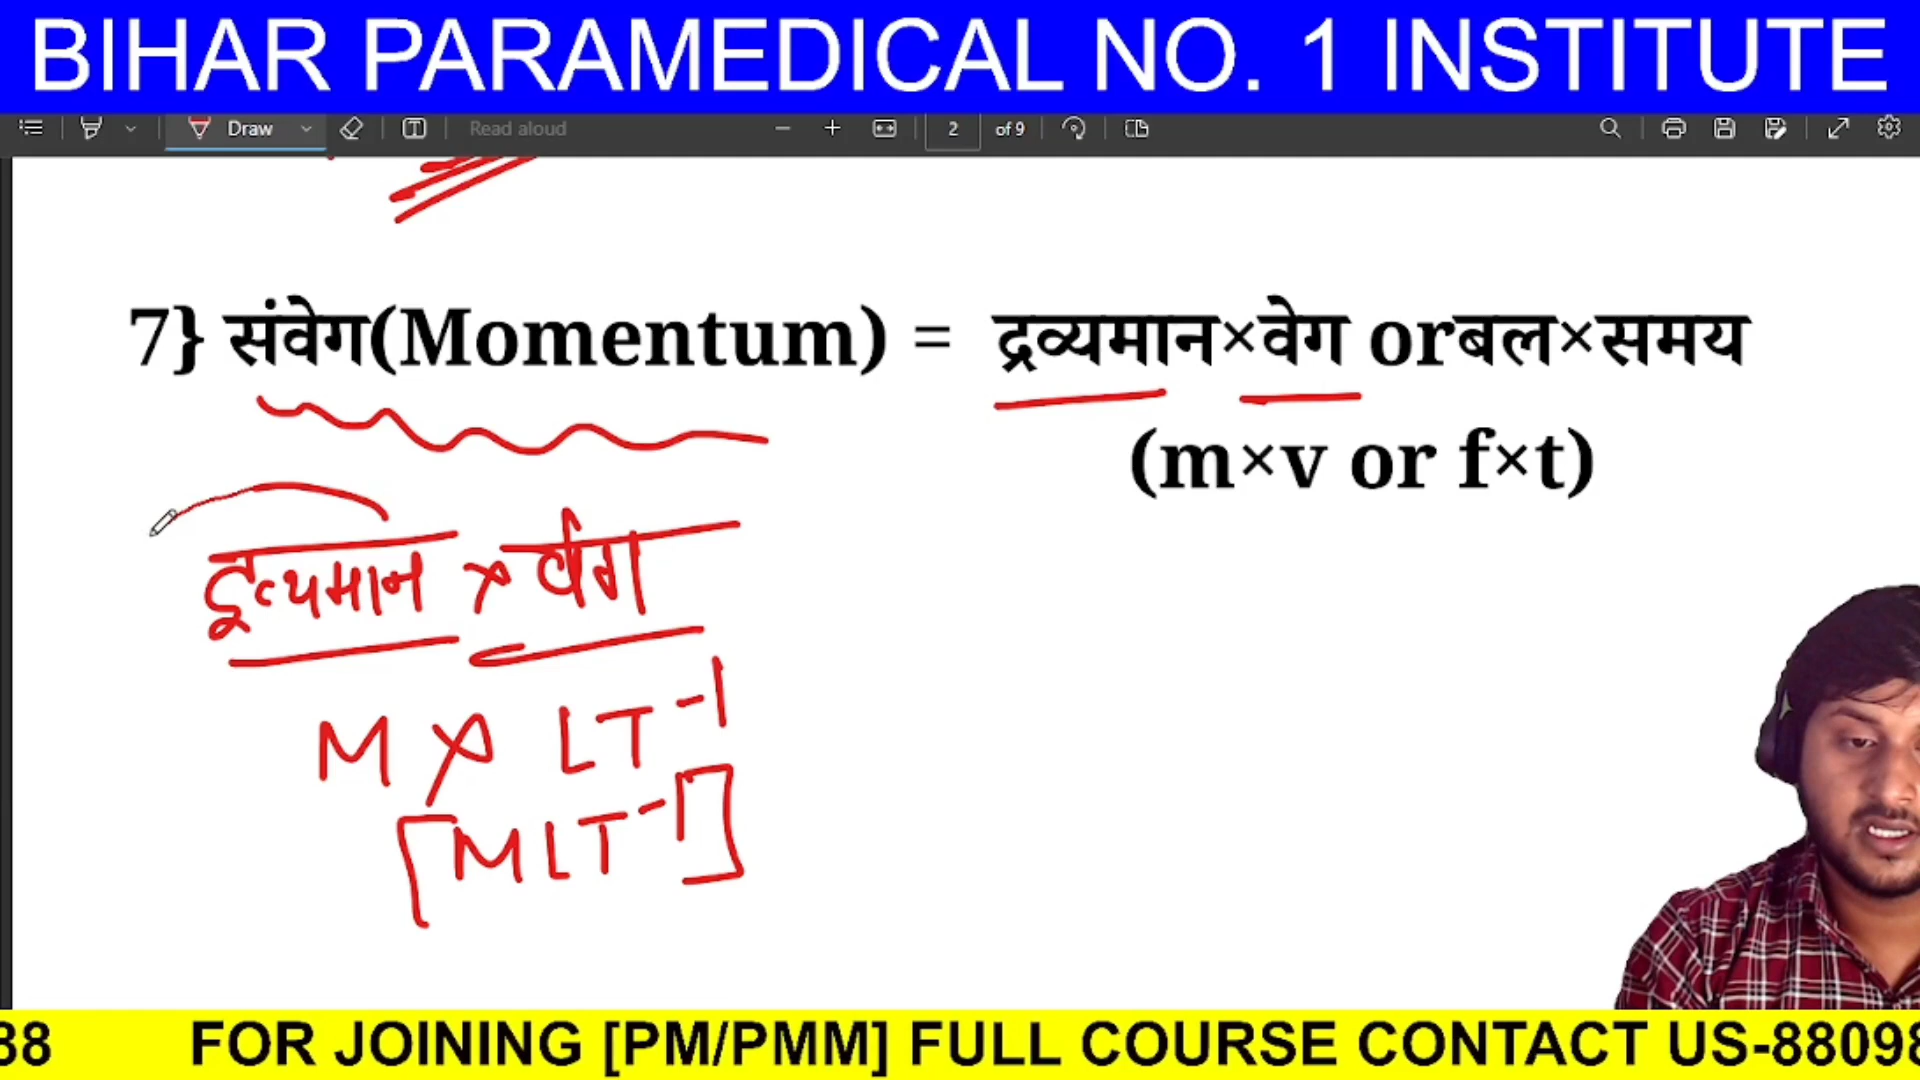 BIHAR PARAMEDICAL NO. 1 INSTITUTE
Draw Read aloud 2 of 9
7} संवेग(Momentum) = द्रव्यमान×वेग orबल×समय
(m×v or f×t)
द्रव्यमान × वेग
M × LT⁻¹
[MLT⁻¹]
38 FOR JOINING [PM/PMM] FULL COURSE CONTACT US-88098